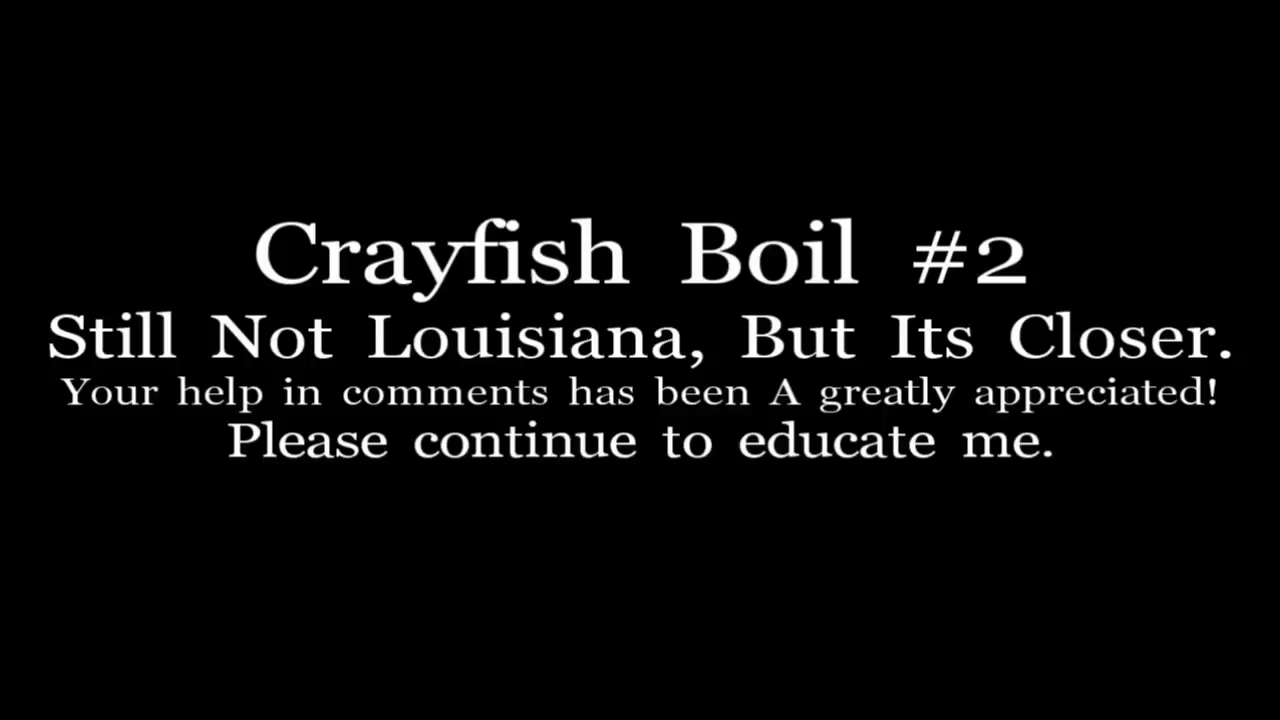 Crayfish Boil #2
Still Not Louisiana, But Its Closer.
Your help in comments has been A greatly appreciated!
Please continue to educate me.